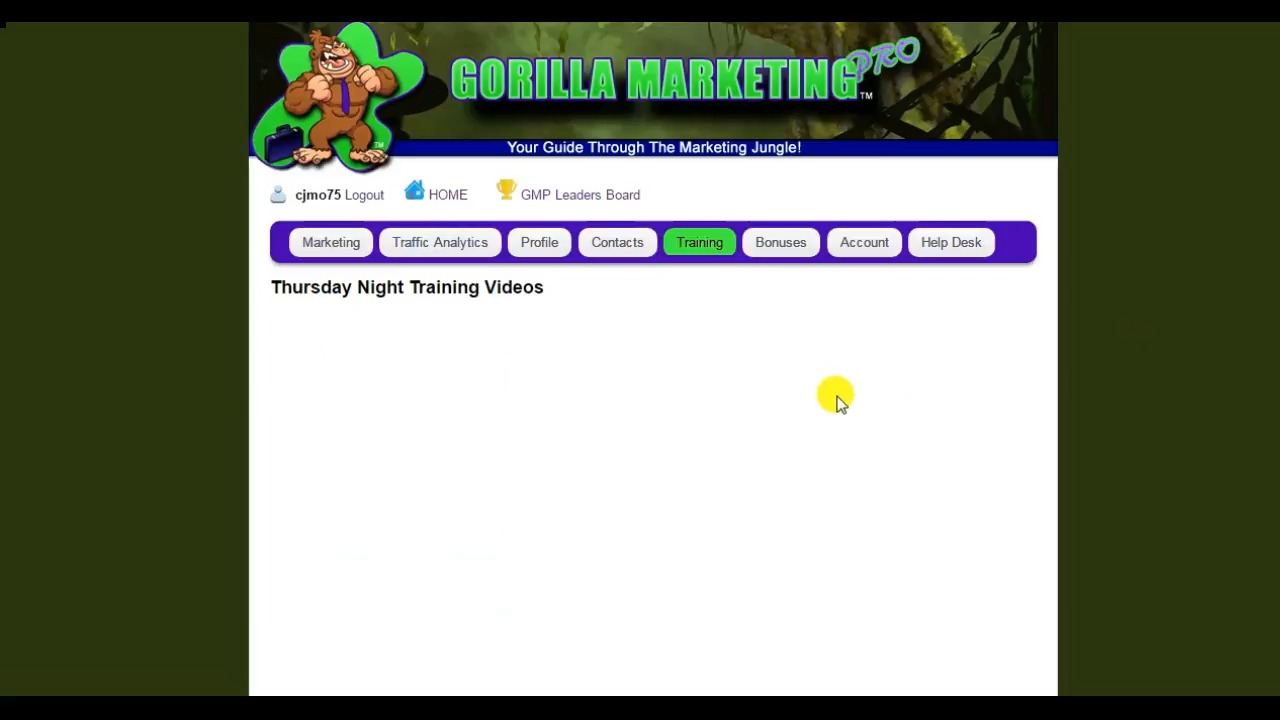 GORILLA MARKETING PRO ™
™
Your Guide Through The Marketing Jungle!
cjmo75 Logout HOME GMP Leaders Board
Marketing Traffic Analytics Profile Contacts Training Bonuses Account Help Desk
Thursday Night Training Videos